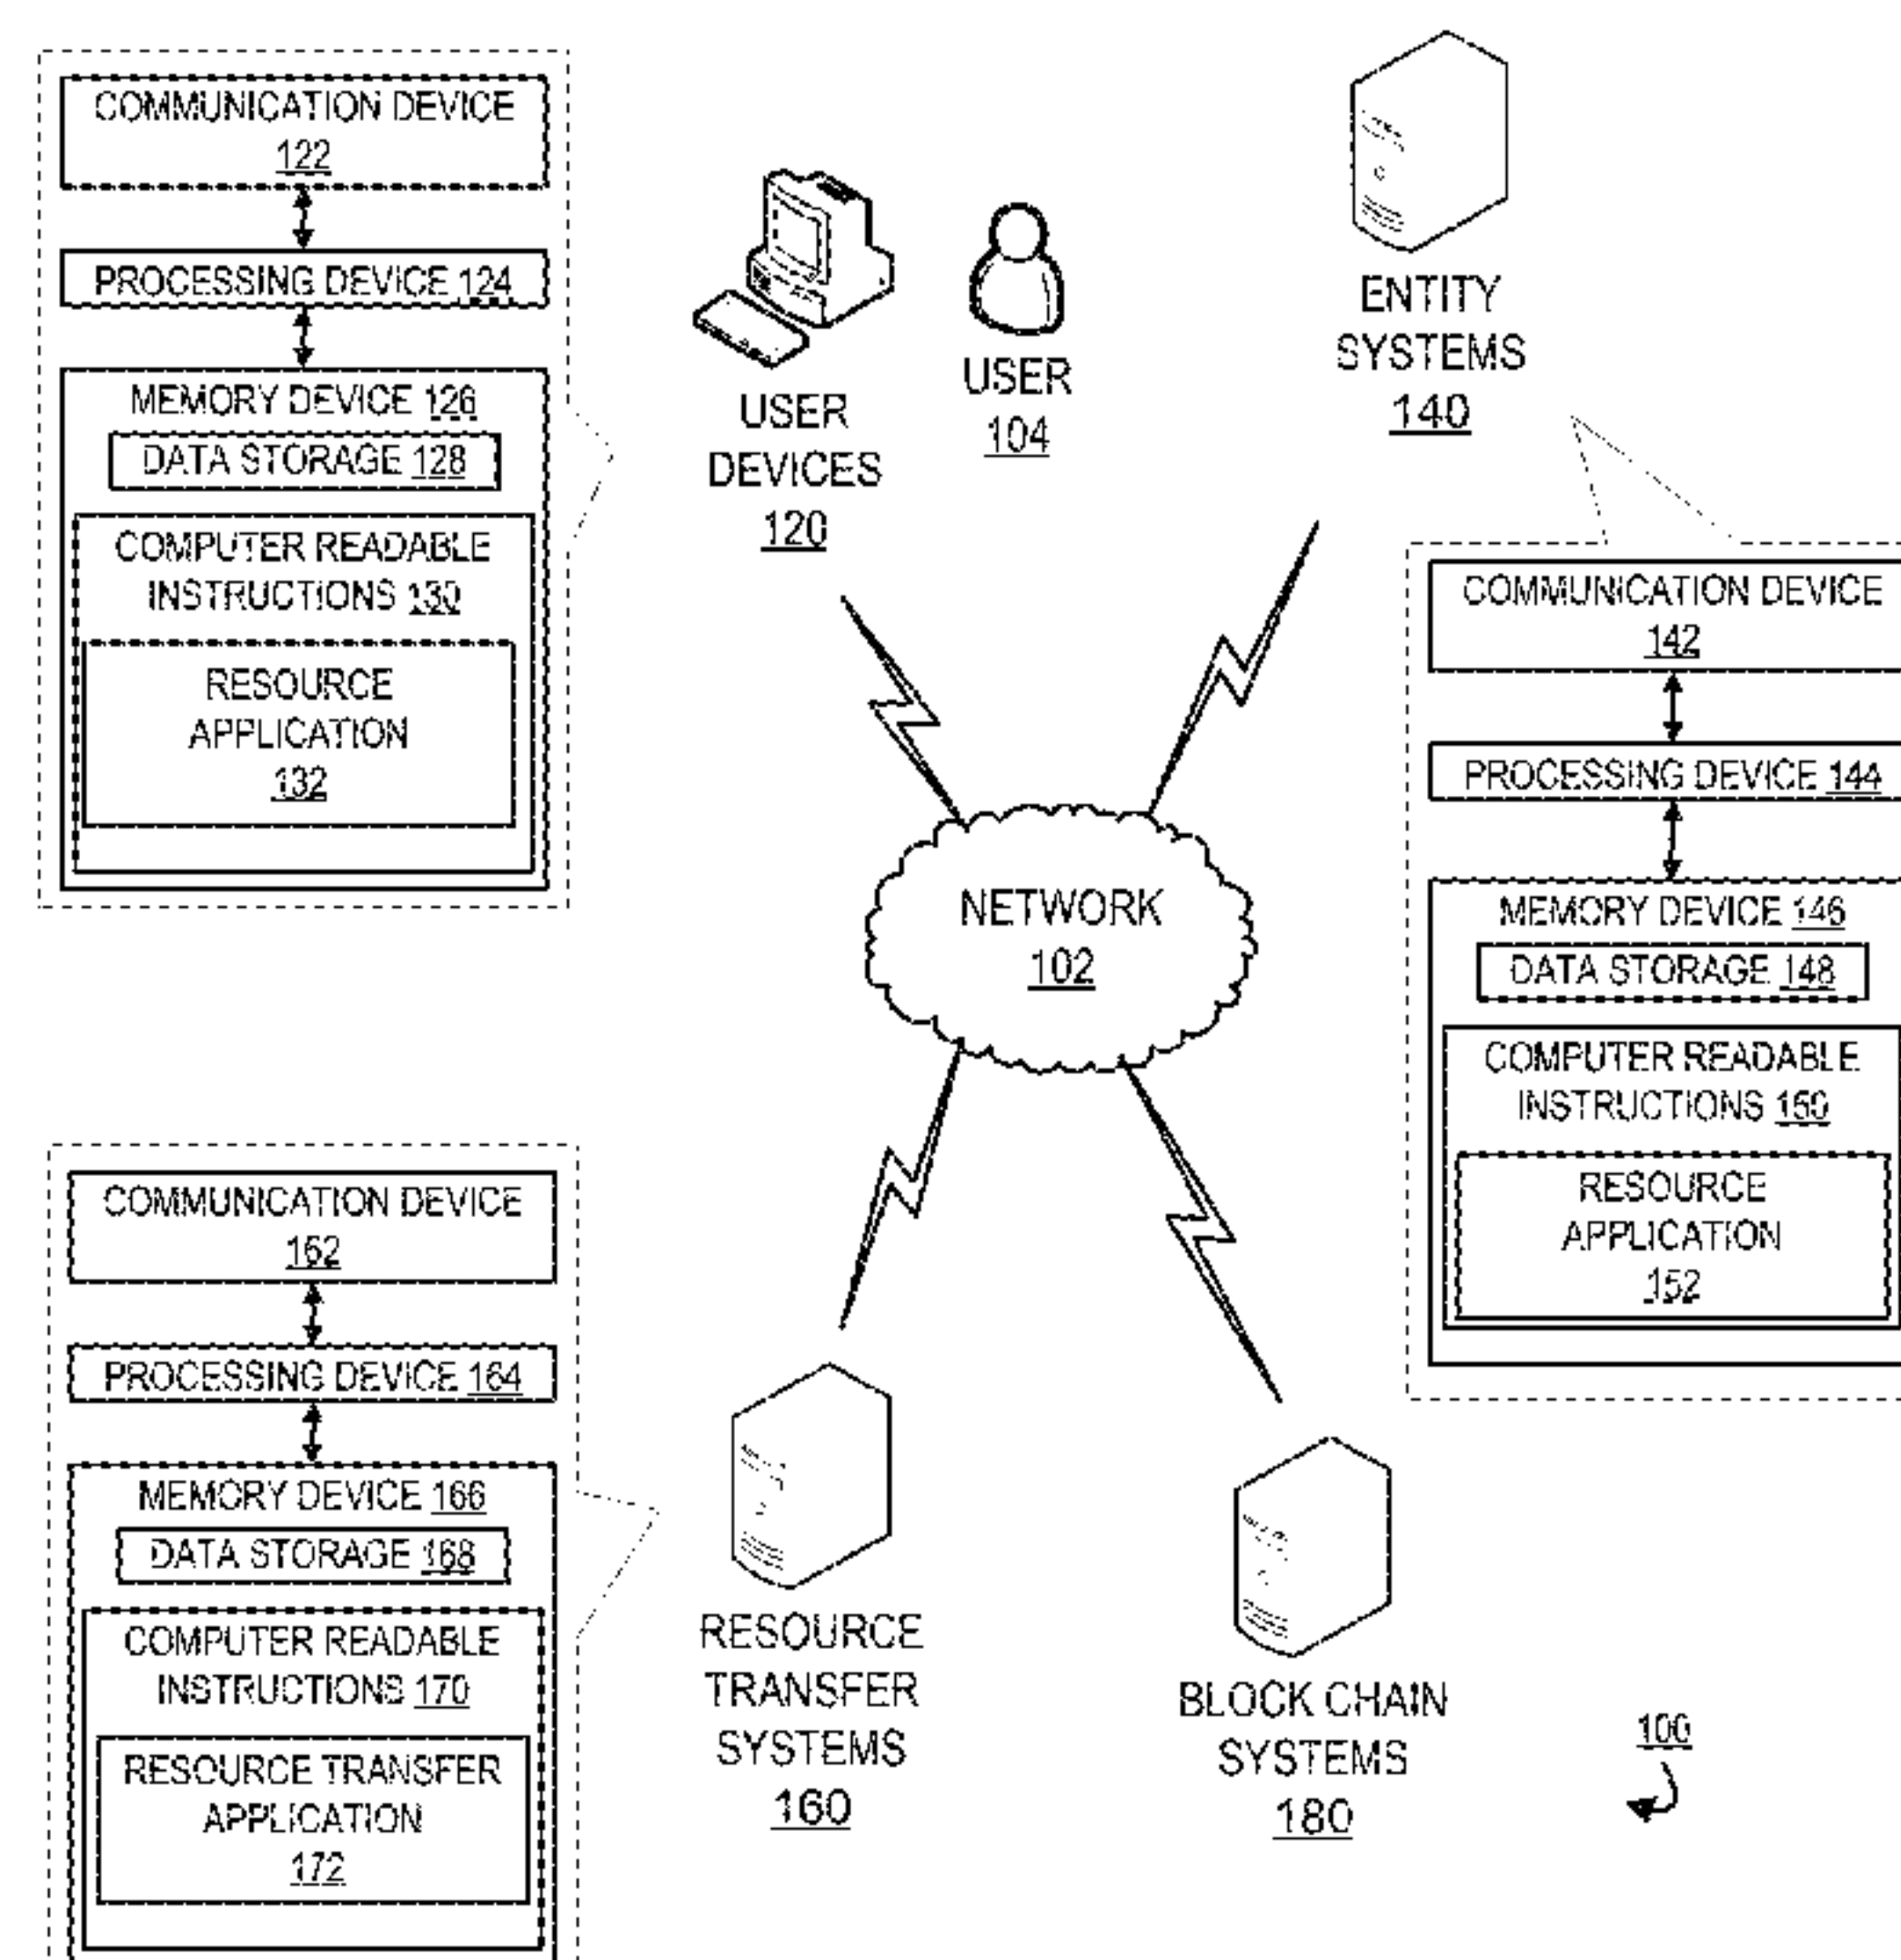 COMMUNICATION DEVICE
122
PROCESSING DEVICE 124
MEMORY DEVICE 126
DATA STORAGE 128
COMPUTER READABLE
INSTRUCTIONS 130
RESOURCE
APPLICATION
132
USER
DEVICES
120
USER
104
ENTITY
SYSTEMS
140
COMMUNICATION DEVICE
142
PROCESSING DEVICE 144
MEMORY DEVICE 146
DATA STORAGE 148
COMPUTER READABLE
INSTRUCTIONS 150
RESOURCE
APPLICATION
152
NETWORK
102
COMMUNICATION DEVICE
162
PROCESSING DEVICE 164
MEMORY DEVICE 166
DATA STORAGE 168
COMPUTER READABLE
INSTRUCTIONS 170
RESOURCE TRANSFER
APPLICATION
172
RESOURCE
TRANSFER
SYSTEMS
160
BLOCK CHAIN
SYSTEMS
180
100